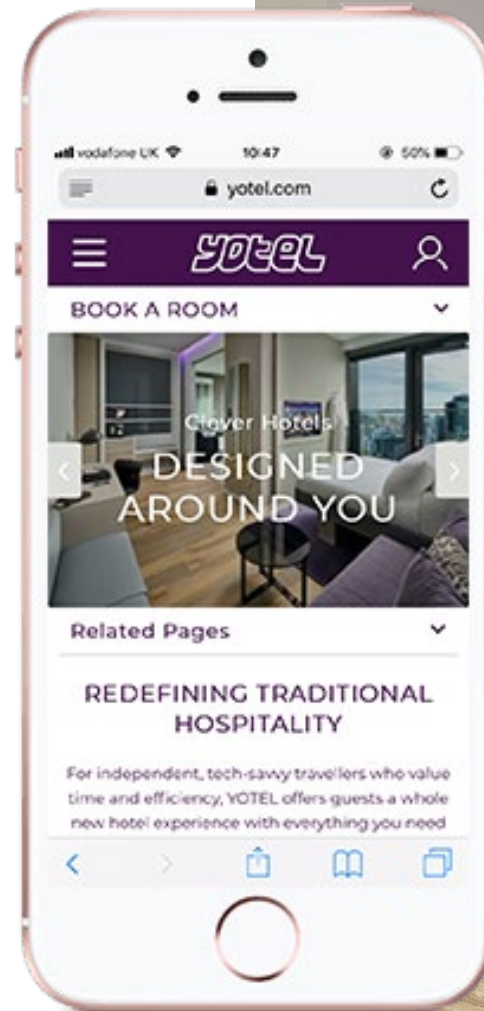 vodafone UK 10:47 50%
yotel.com
YOTEL
BOOK A ROOM
Clever Hotels
DESIGNED
AROUND YOU
Related Pages
REDEFINING TRADITIONAL
HOSPITALITY
For independent, tech-savvy travellers who value
time and efficiency, YOTEL offers guests a whole
new hotel experience with everything you need